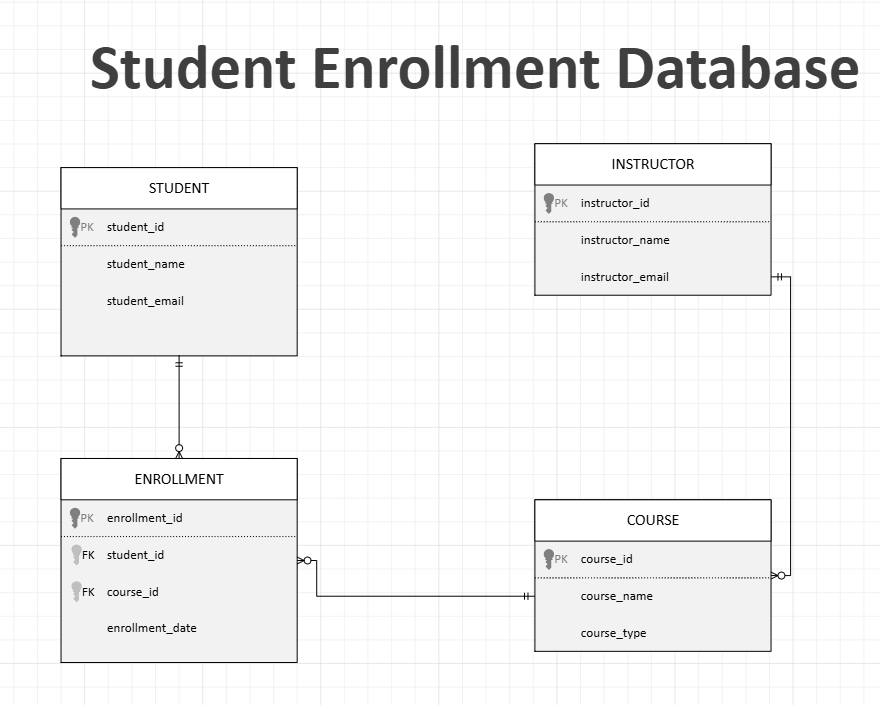 Student Enrollment Database
STUDENT
PK student_id
student_name
student_email
INSTRUCTOR
PK instructor_id
instructor_name
instructor_email
ENROLLMENT
PK enrollment_id
FK student_id
FK course_id
enrollment_date
COURSE
PK course_id
course_name
course_type